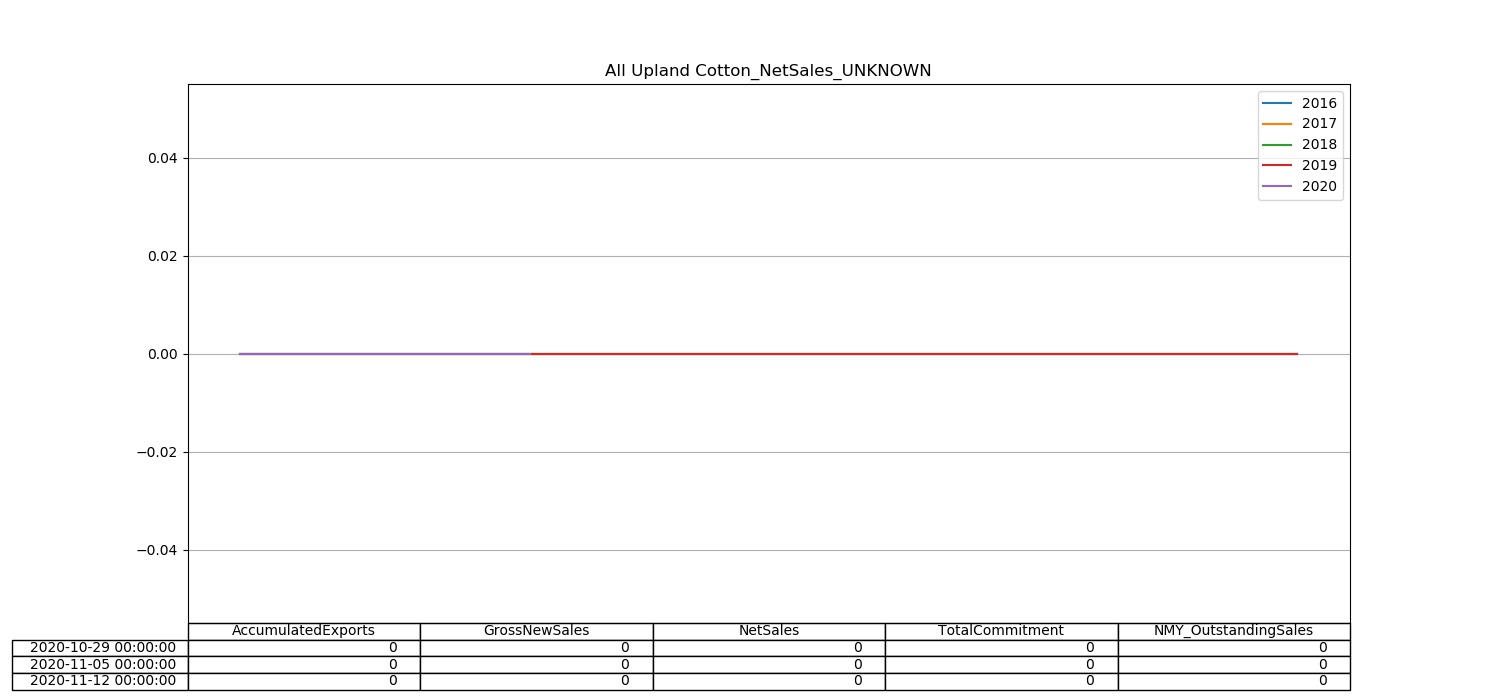 All Upland Cotton_NetSales_UNKNOWN
2016
2017
2018
2019
2020
0.04
0.02
0.00
−0.02
−0.04
AccumulatedExports GrossNewSales NetSales TotalCommitment NMY_OutstandingSales
2020-10-29 00:00:00 0 0 0 0 0
2020-11-05 00:00:00 0 0 0 0 0
2020-11-12 00:00:00 0 0 0 0 0